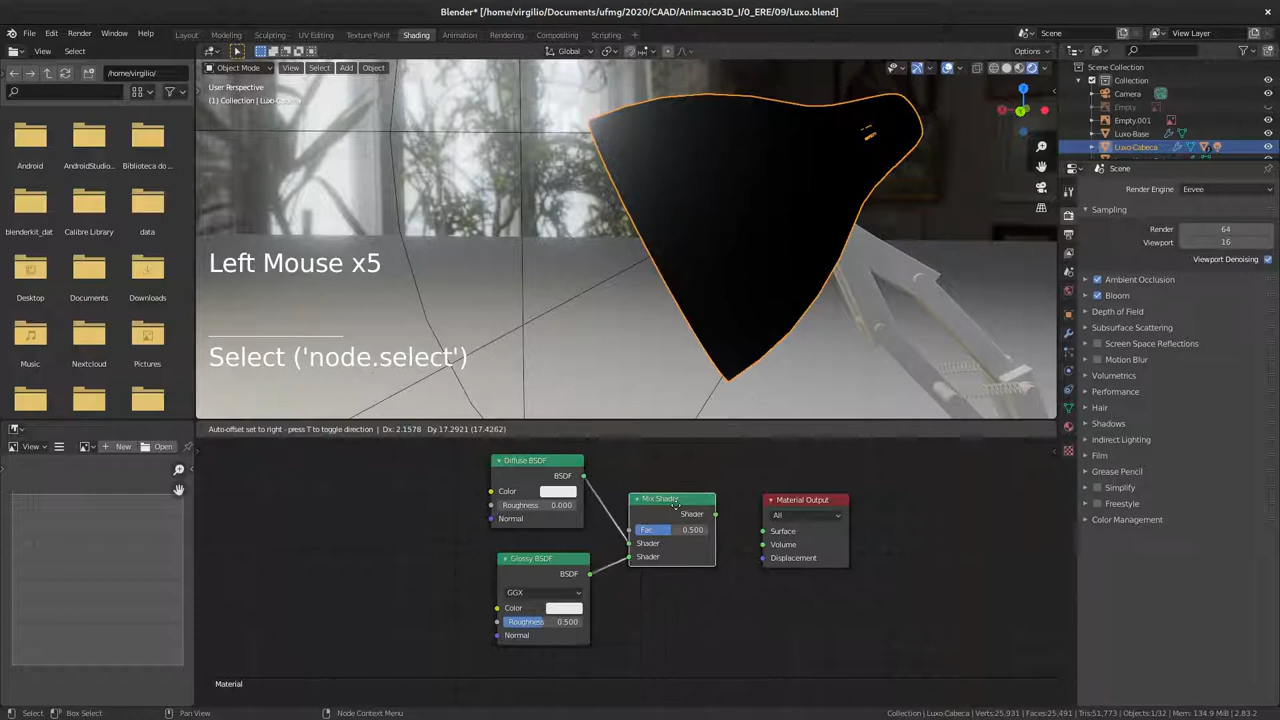 Blender* [/home/virgilio/Documents/ufmg/2020/CAAD/Animacao3D_I/0_ERE/09/Luxo.blend]
File Edit Render Window Help
Layout Modeling Sculpting UV Editing Texture Paint Shading Animation Rendering Compositing Scripting
Scene
View Layer
View Select
Global
Options
/home/virgilio/
Object Mode View Select Add Object
User Perspective
(1) Collection | Luxo-Cabeca
Scene Collection
Collection
Camera
Empty
Empty.001
Luxo-Base
Luxo-Cabeca
Android
AndroidStudio...
Biblioteca do...
blenderkit_dat
Calibre Library
data
Desktop
Documents
Downloads
Music
Nextcloud
Pictures
Left Mouse x5
Select ('node.select')
Scene
Render Engine Eevee
Sampling
Render 64
Viewport 16
Viewport Denoising
Ambient Occlusion
Bloom
Depth of Field
Subsurface Scattering
Screen Space Reflections
Motion Blur
Volumetrics
Performance
Hair
Shadows
Indirect Lighting
Film
Grease Pencil
Simplify
Freestyle
Color Management
View
New
Open
Auto-offset set to right - press T to toggle direction | Dx: 2.1578 Dy 17.2921 (17.4262)
Diffuse BSDF
BSDF
Color
Roughness 0.000
Normal
Glossy BSDF
BSDF
GGX
Color
Roughness 0.500
Normal
Mix Shader
Shader
Fac 0.500
Shader
Shader
Material Output
All
Surface
Volume
Displacement
Material
Select
Box Select
Pan View
Node Context Menu
Collection | Luxo-Cabeca | Verts:25,931 | Faces:25,491 | Tris:51,773 | Objects:1/32 | Mem: 134.9 MiB | 2.83.2